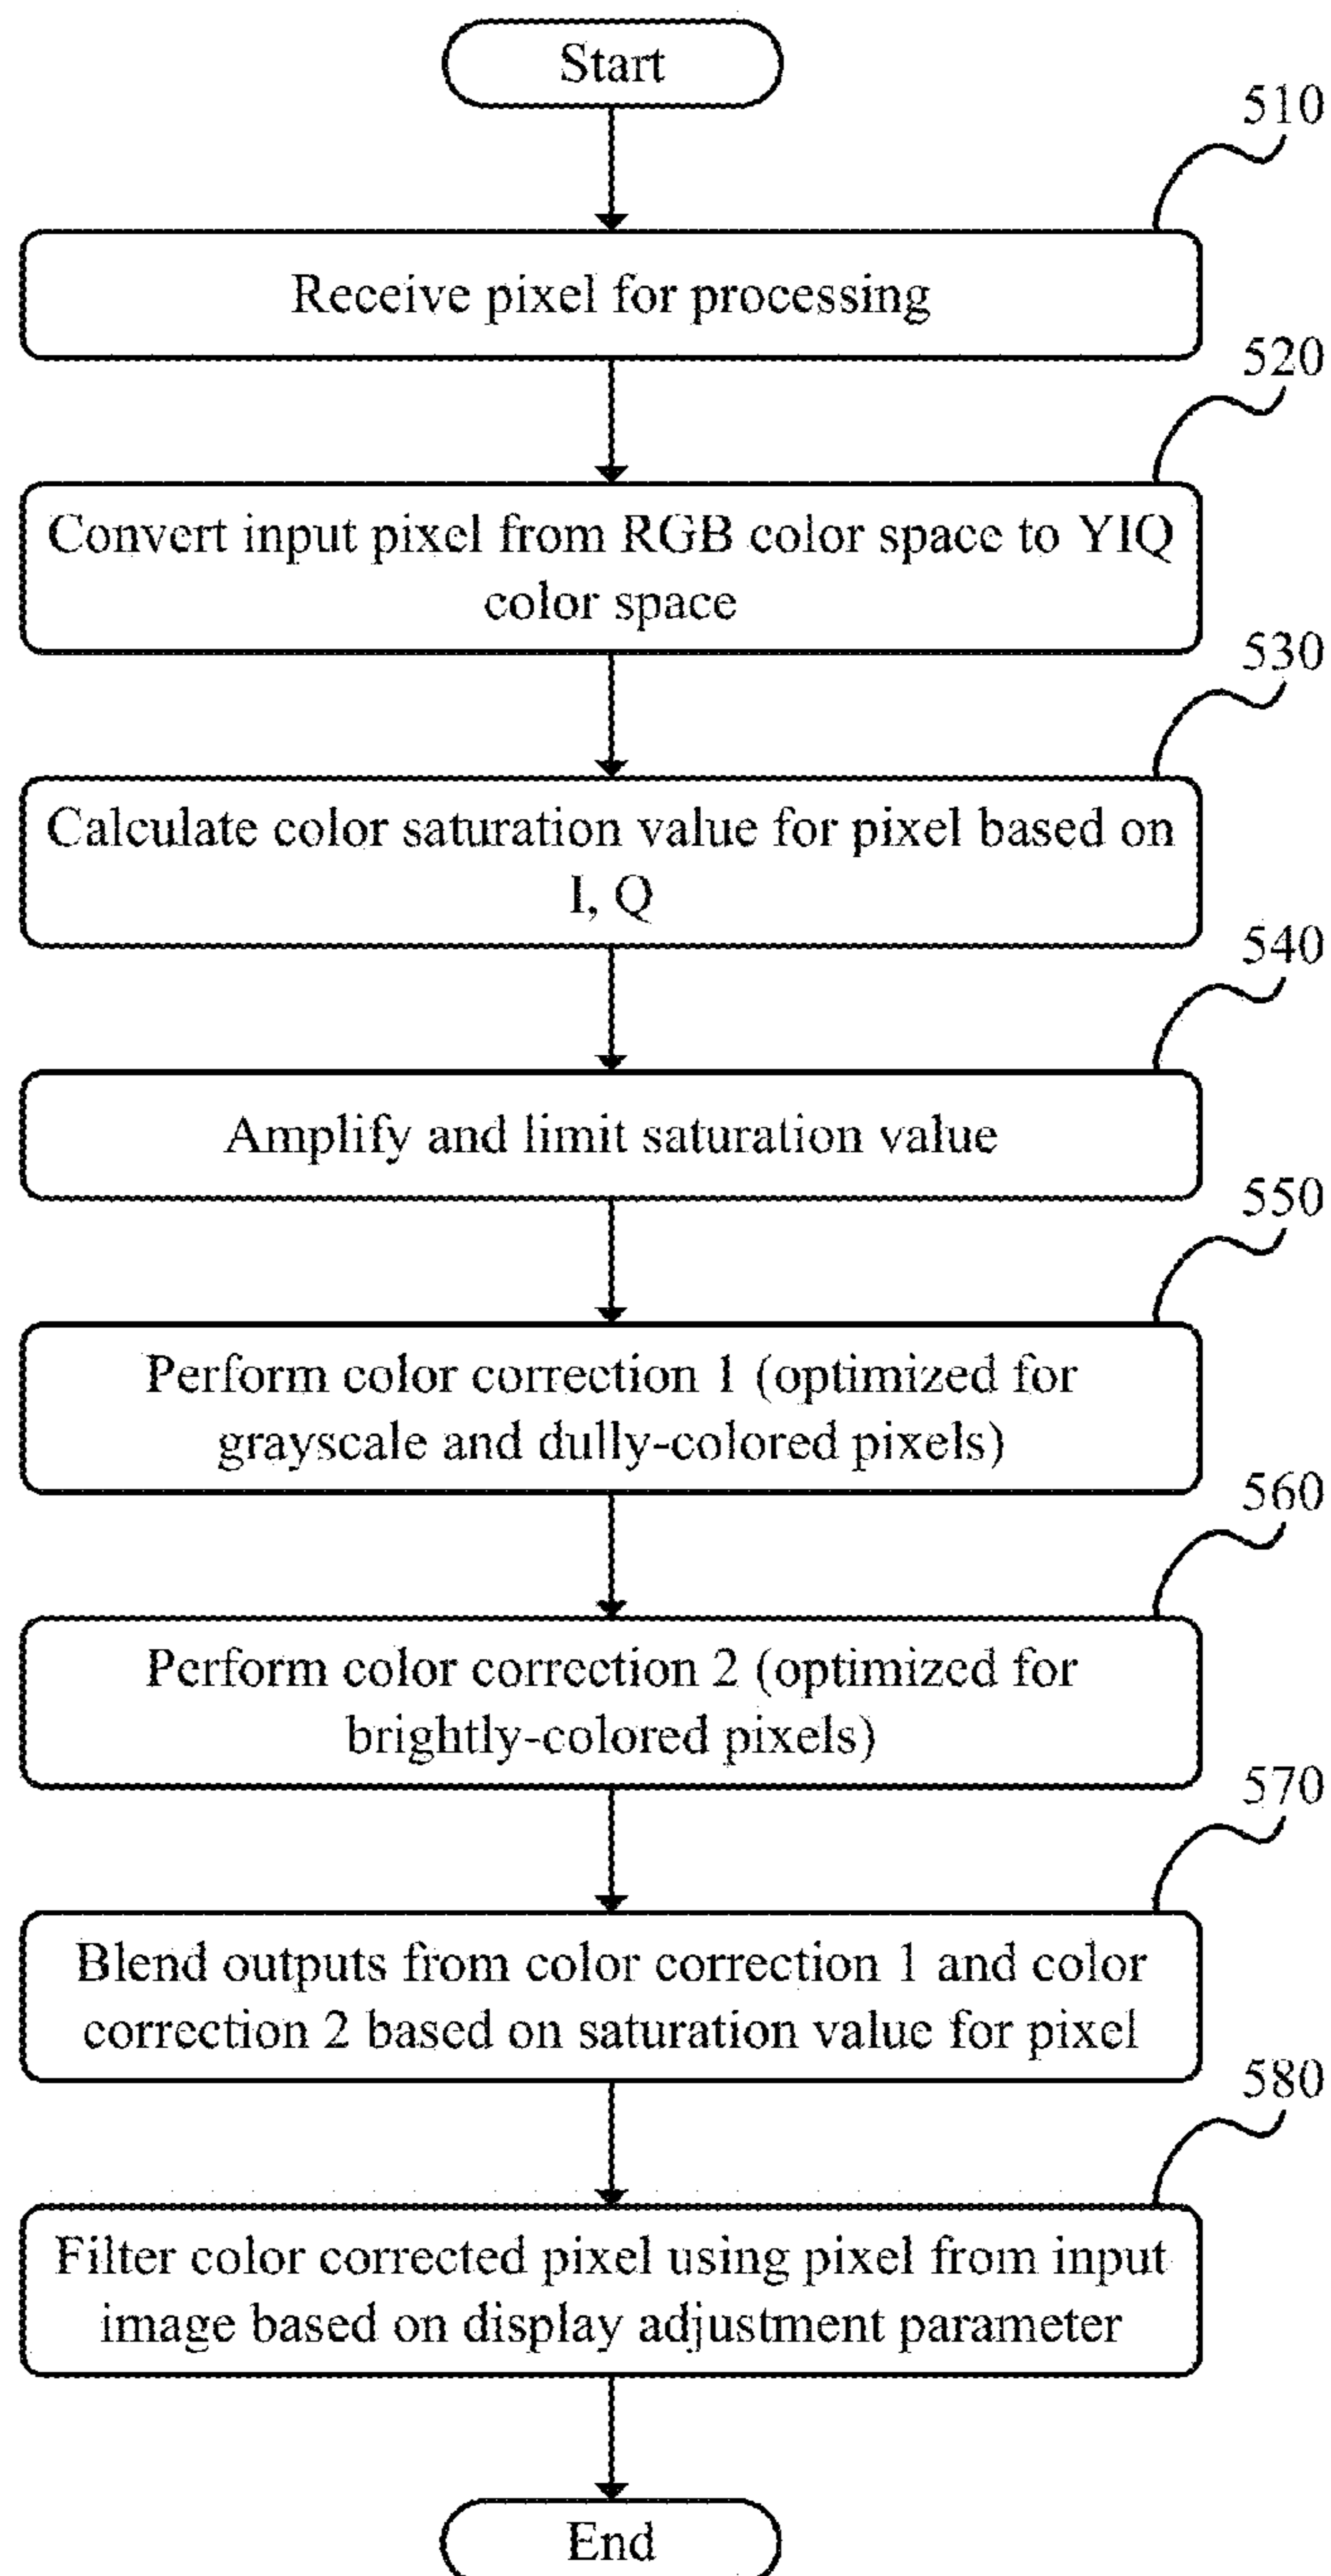 Start
510
Receive pixel for processing
520
Convert input pixel from RGB color space to YIQ
color space
530
Calculate color saturation value for pixel based on
I, Q
540
Amplify and limit saturation value
550
Perform color correction 1 (optimized for
grayscale and dully-colored pixels)
560
Perform color correction 2 (optimized for
brightly-colored pixels)
570
Blend outputs from color correction 1 and color
correction 2 based on saturation value for pixel
580
Filter color corrected pixel using pixel from input
image based on display adjustment parameter
End